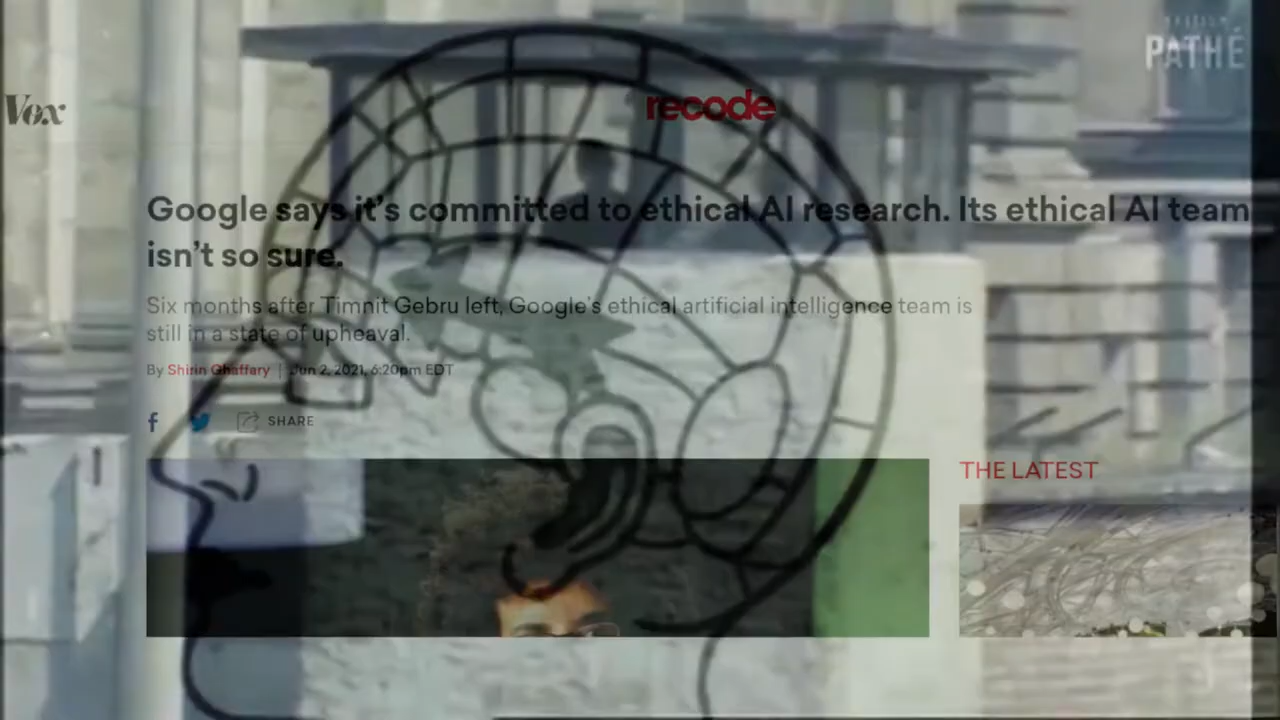 PATHÉ
Vox
recode
Google says it's committed to ethical AI research. Its ethical AI team
isn't so sure.
Six months after Timnit Gebru left, Google's ethical artificial intelligence team is
still in a state of upheaval.
By Shirin Ghaffary | Jun 2, 2021, 6:20pm EDT
SHARE
THE LATEST